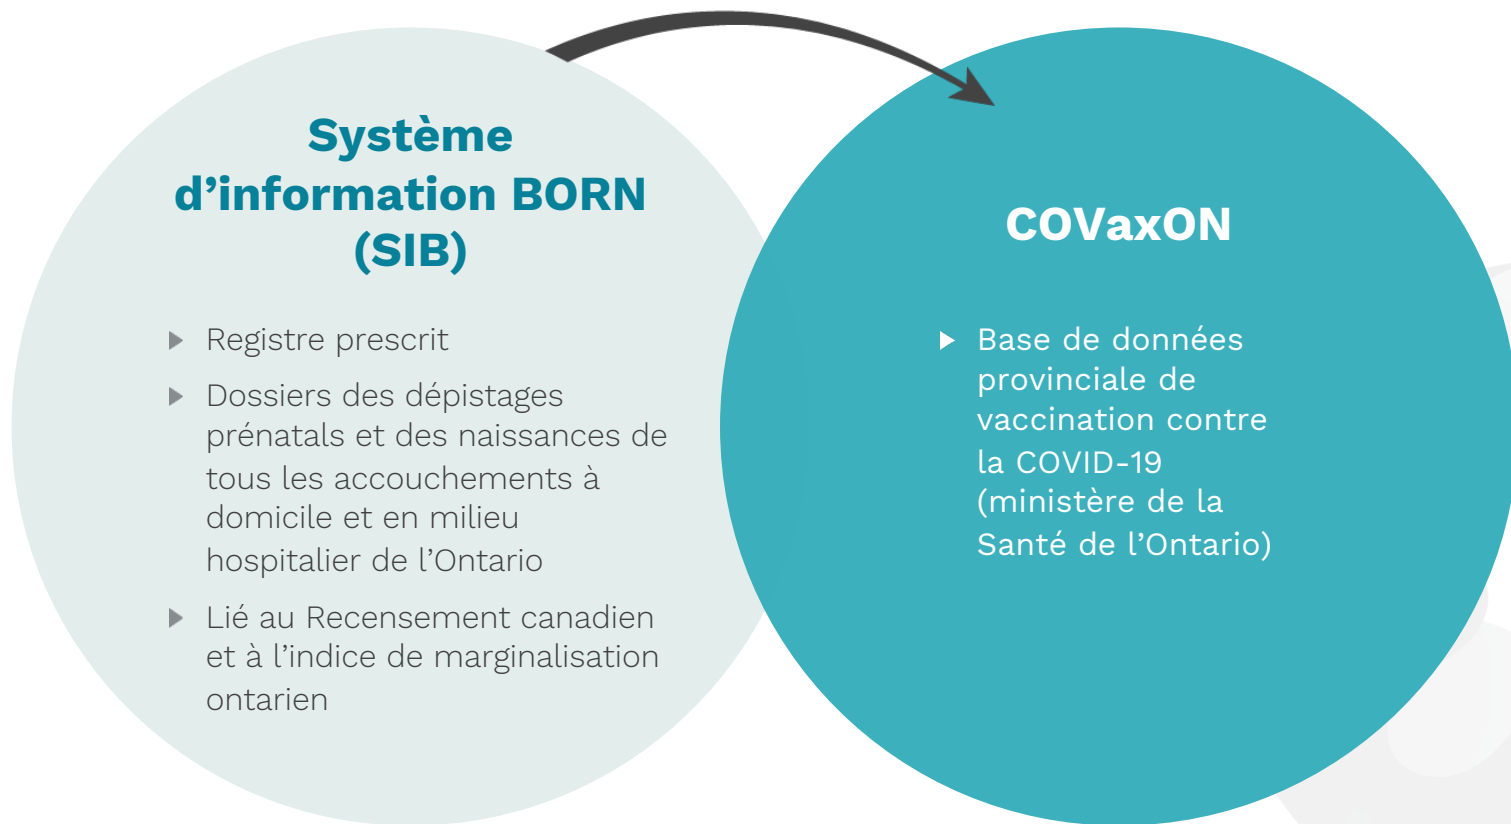 Système
d’information BORN
(SIB)
Registre prescrit
Dossiers des dépistages
prénatals et des naissances de
tous les accouchements à
domicile et en milieu
hospitalier de l’Ontario
Lié au Recensement canadien
et à l’indice de marginalisation
ontarien
COVaxON
Base de données
provinciale de
vaccination contre
la COVID-19
(ministère de la
Santé de l’Ontario)